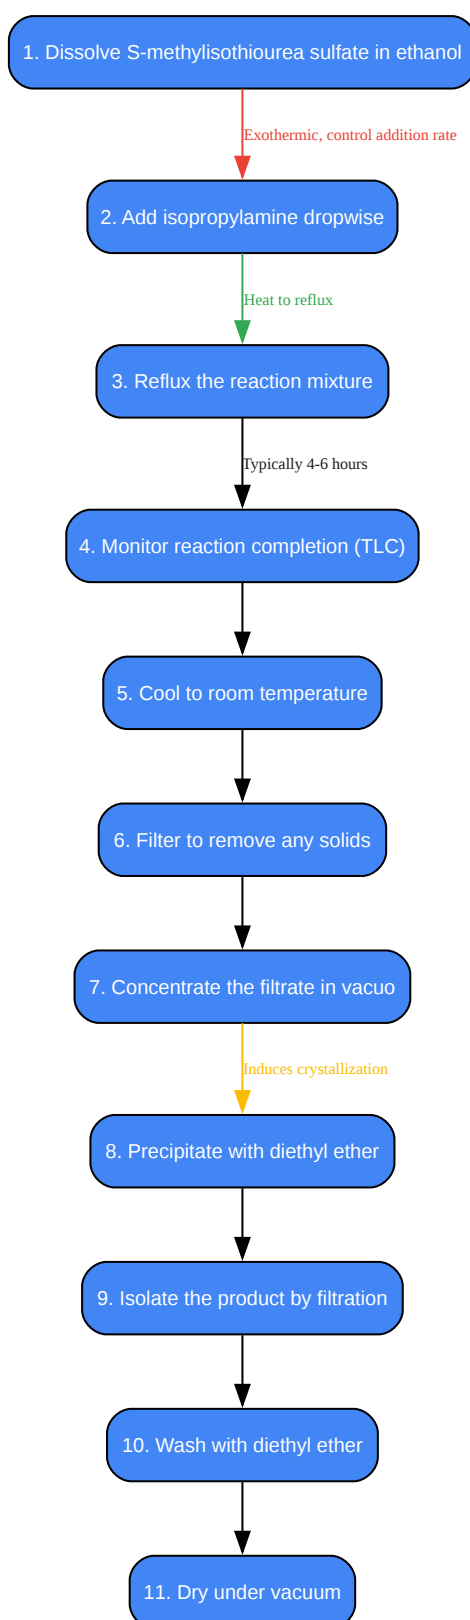 1. Dissolve S-methylisothiourea sulfate in ethanol
Exothermic, control addition rate
2. Add isopropylamine dropwise
Heat to reflux
3. Reflux the reaction mixture
Typically 4-6 hours
4. Monitor reaction completion (TLC)
5. Cool to room temperature
6. Filter to remove any solids
7. Concentrate the filtrate in vacuo
Induces crystallization
8. Precipitate with diethyl ether
9. Isolate the product by filtration
10. Wash with diethyl ether
11. Dry under vacuum